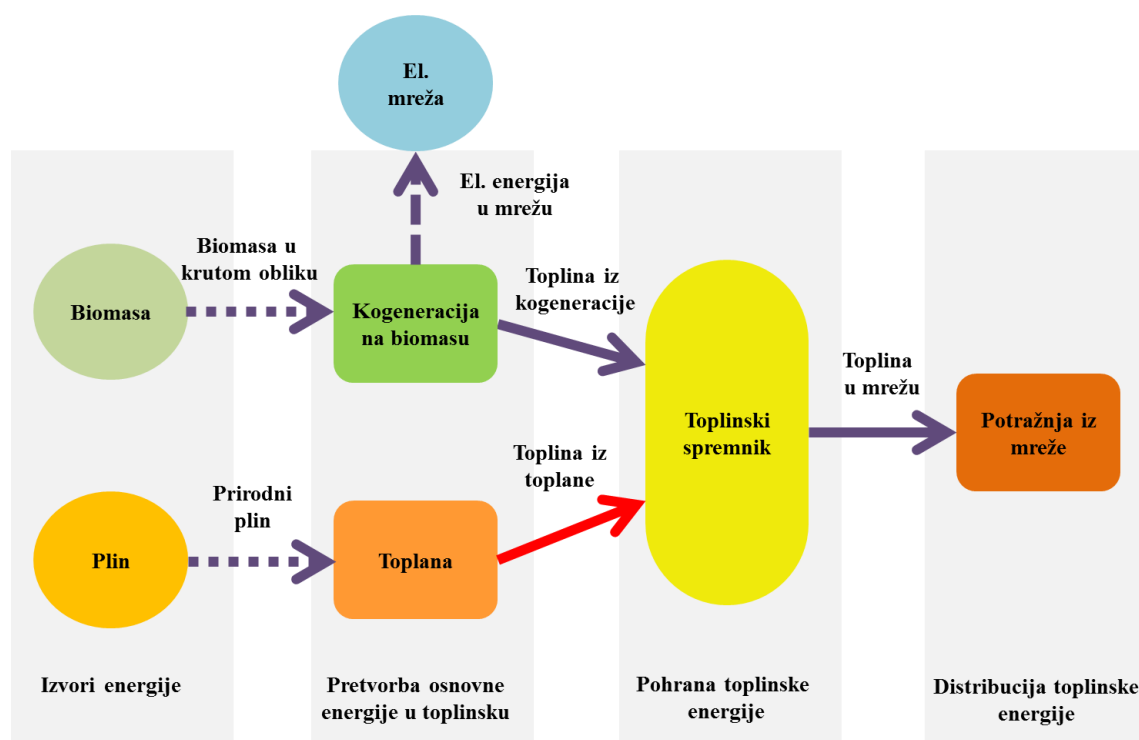 El.
mreža
El. energija
u mrežu
Biomasa u
krutom obliku
Biomasa
Kogeneracija
na biomasu
Toplina iz
kogeneracije
Toplinski
spremnik
Toplina
u mrežu
Potražnja iz
mreže
Prirodni
plin
Plin
Toplana
Toplina iz
toplane
Izvori energije
Pretvorba osnovne
energije u toplinsku
Pohrana toplinske
energije
Distribucija toplinske
energije